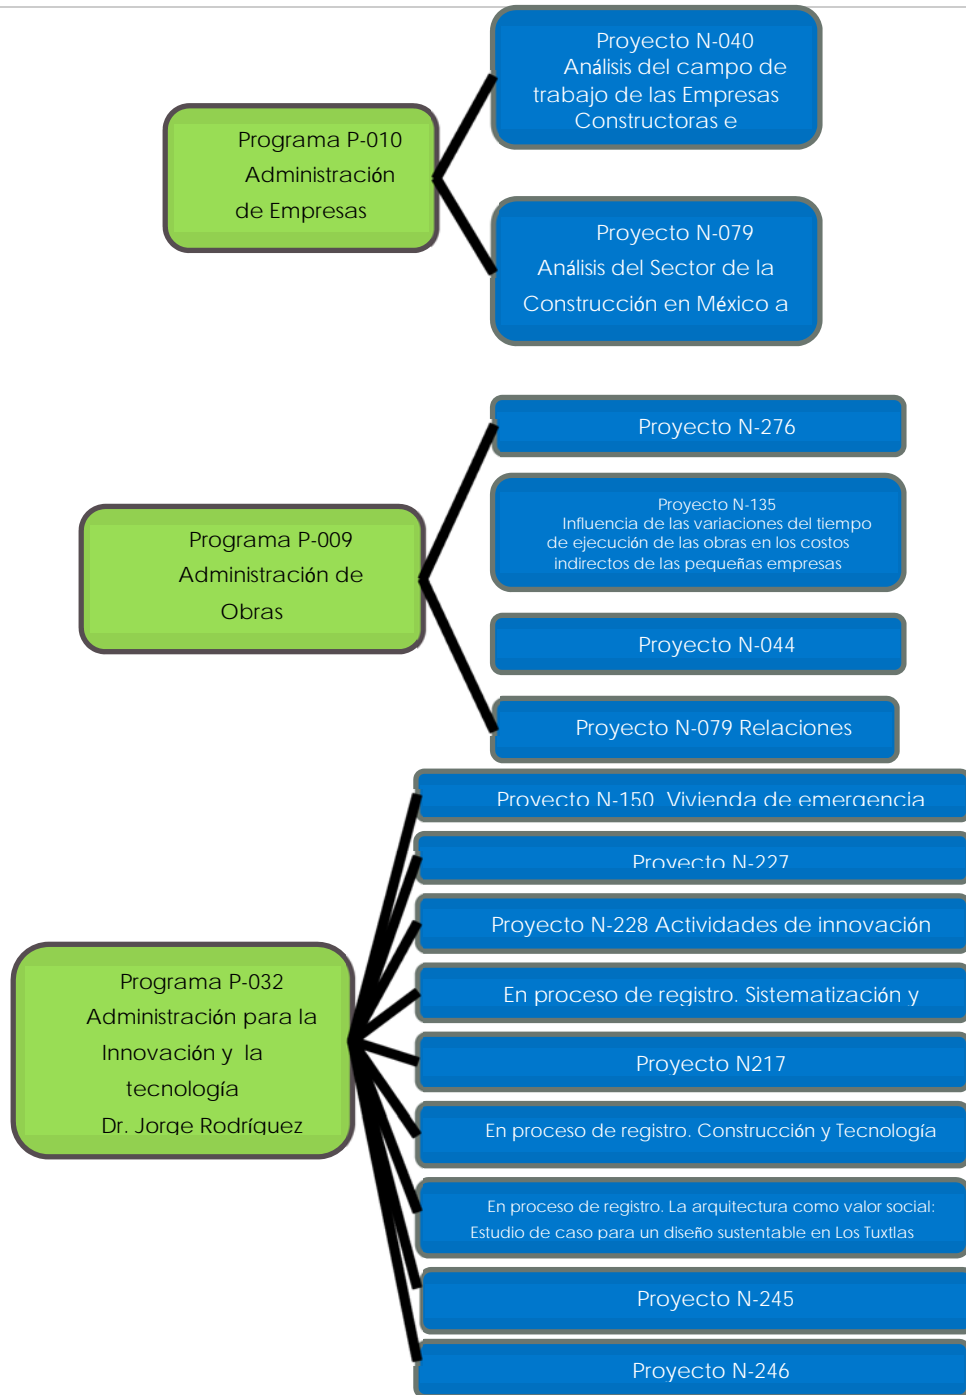 Programa P-010
Administración
de Empresas
Proyecto N-040
Análisis del campo de
trabajo de las Empresas
Constructoras e
Proyecto N-079
Análisis del Sector de la
Construcción en México a
Programa P-009
Administración de
Obras
Proyecto N-276
Proyecto N-135
Influencia de las variaciones del tiempo
de ejecución de las obras en los costos
indirectos de las pequeñas empresas
Proyecto N-044
Proyecto N-079 Relaciones
Programa P-032
Administración para la
Innovación y la
tecnología
Dr. Jorge Rodríguez
Proyecto N-150 Vivienda de emergencia
Proyecto N-227
Proyecto N-228 Actividades de innovación
En proceso de registro. Sistematización y
Proyecto N217
En proceso de registro. Construcción y Tecnología
En proceso de registro. La arquitectura como valor social:
Estudio de caso para un diseño sustentable en Los Tuxtlas
Proyecto N-245
Proyecto N-246